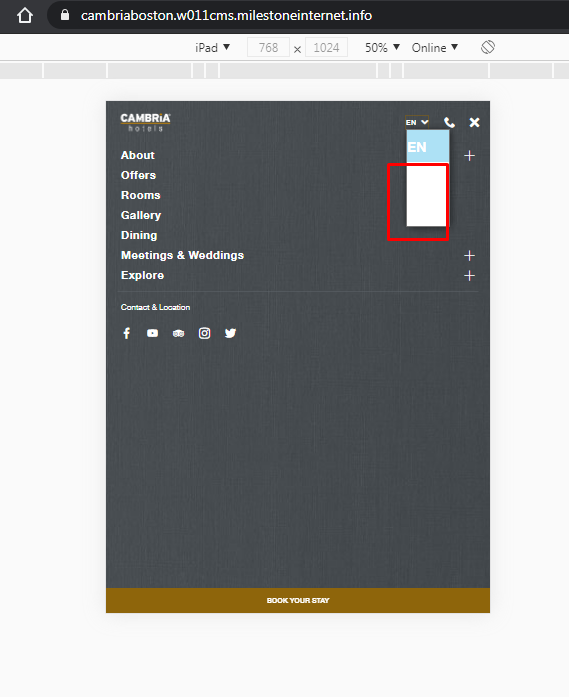 cambriaboston.w011cms.milestoneinternet.info
iPad ▼ 768 × 1024 50% ▼ Online ▼
CAMBRiA
hotels
EN
EN
About
Offers
Rooms
Gallery
Dining
Meetings & Weddings
Explore
Contact & Location
BOOK YOUR STAY